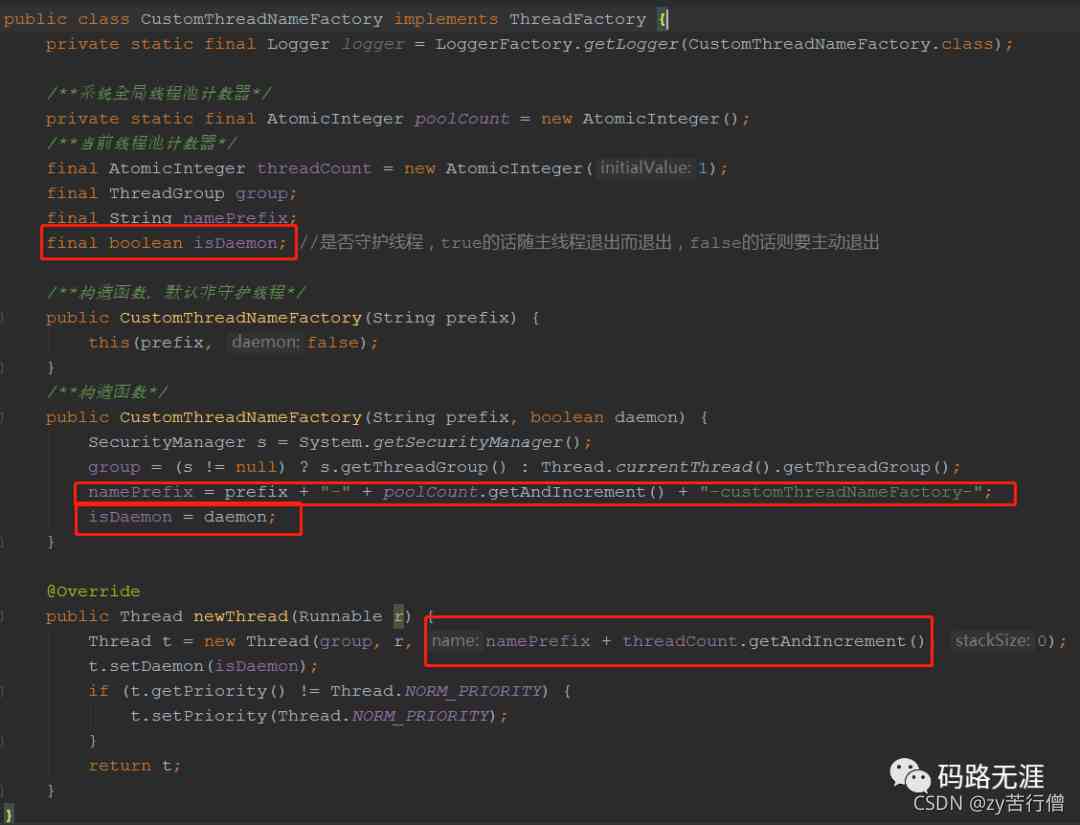 public class CustomThreadNameFactory implements ThreadFactory {
private static final Logger logger = LoggerFactory.getLogger(CustomThreadNameFactory.class);
/**系统全局线程池计数器*/
private static final AtomicInteger poolCount = new AtomicInteger();
/**当前线程池计数器*/
final AtomicInteger threadCount = new AtomicInteger( initialValue: 1);
final ThreadGroup group;
final String namePrefix;
final boolean isDaemon; //是否守护线程，true的话随主线程退出而退出，false的话则要主动退出
/**构造函数，默认非守护线程*/
public CustomThreadNameFactory(String prefix) {
this(prefix, daemon: false);
}
/**构造函数*/
public CustomThreadNameFactory(String prefix, boolean daemon) {
SecurityManager s = System.getSecurityManager();
group = (s != null) ? s.getThreadGroup() : Thread.currentThread().getThreadGroup();
namePrefix = prefix + "-" + poolCount.getAndIncrement() + "-customThreadNameFactory-";
isDaemon = daemon;
}
@Override
public Thread newThread(Runnable r) {
Thread t = new Thread(group, r, name: namePrefix + threadCount.getAndIncrement() stackSize: 0);
t.setDaemon(isDaemon);
if (t.getPriority() != Thread.NORM_PRIORITY) {
t.setPriority(Thread.NORM_PRIORITY);
}
return t;
}
}
码路无涯
CSDN @zy苦行僧